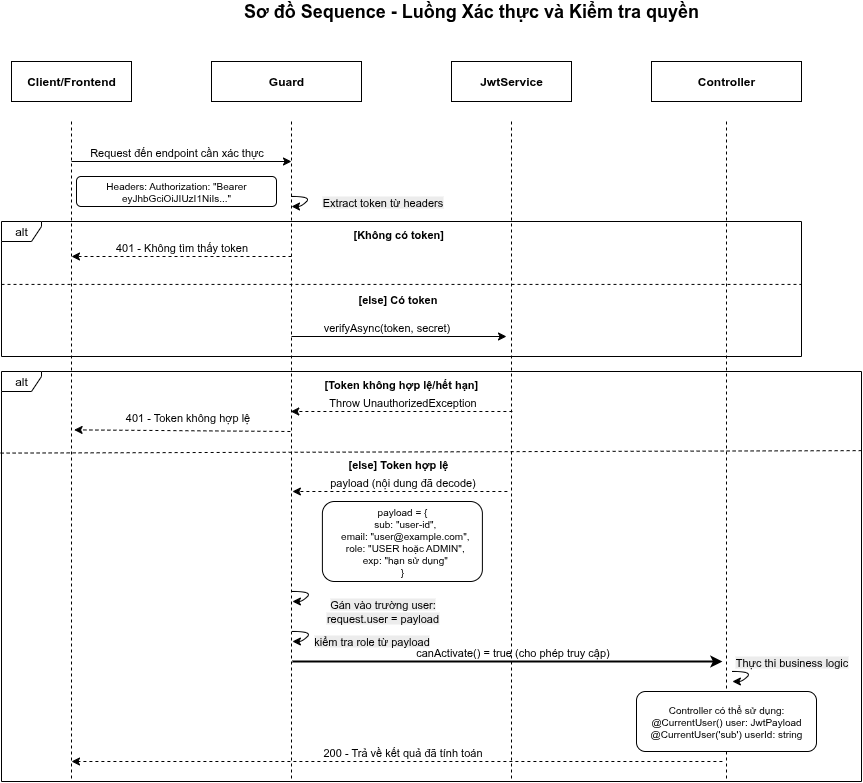 Sơ đồ Sequence - Luồng Xác thực và Kiểm tra quyền
Client/Frontend
Guard
JwtService
Controller
Request đến endpoint cần xác thực
Headers: Authorization: "Bearer
eyJhbGciOiJIUzI1NiIs..."
Extract token từ headers
alt
[Không có token]
401 - Không tìm thấy token
[else] Có token
verifyAsync(token, secret)
alt
[Token không hợp lệ/hết hạn]
Throw UnauthorizedException
401 - Token không hợp lệ
[else] Token hợp lệ
payload (nội dung đã decode)
payload = {
sub: "user-id",
email: "user@example.com",
role: "USER hoặc ADMIN",
exp: "hạn sử dụng"
}
Gán vào trường user:
request.user = payload
kiểm tra role từ payload
canActivate() = true (cho phép truy cập)
Thực thi business logic
Controller có thể sử dụng:
@CurrentUser() user: JwtPayload
@CurrentUser('sub') userId: string
200 - Trả về kết quả đã tính toán